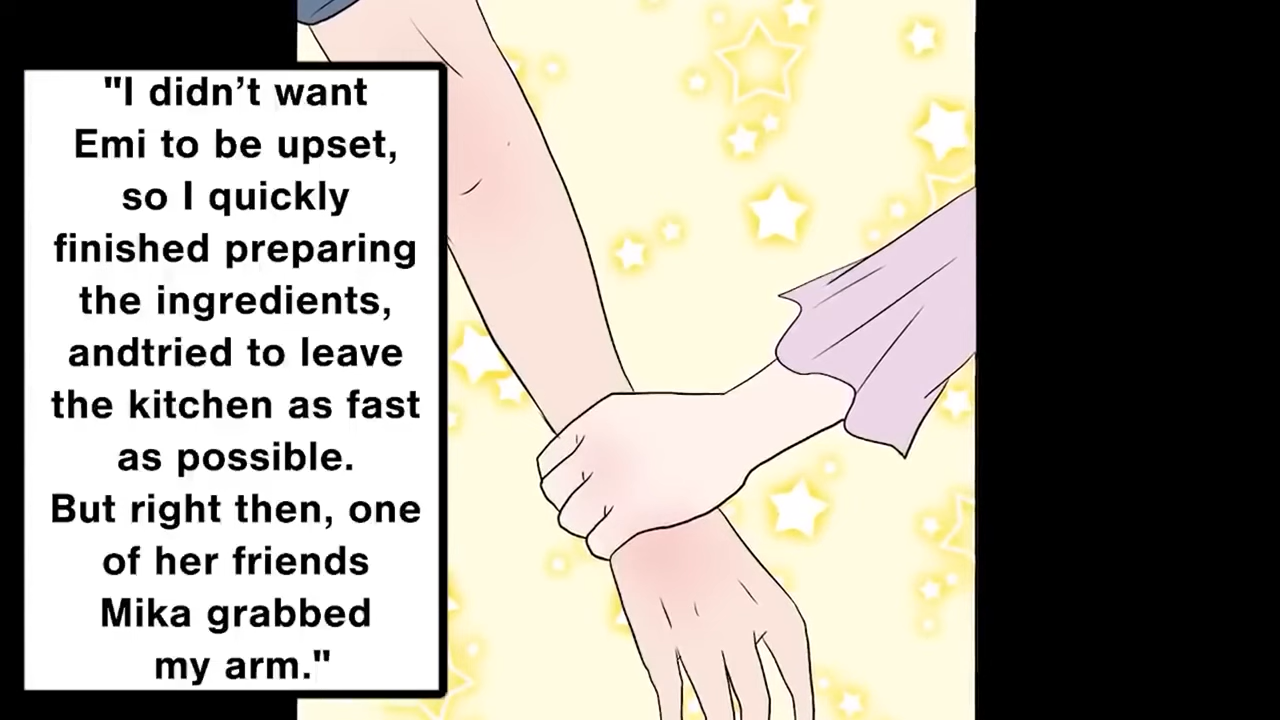 "I didn’t want
Emi to be upset,
so I quickly
finished preparing
the ingredients,
andtried to leave
the kitchen as fast
as possible.
But right then, one
of her friends
Mika grabbed
my arm."